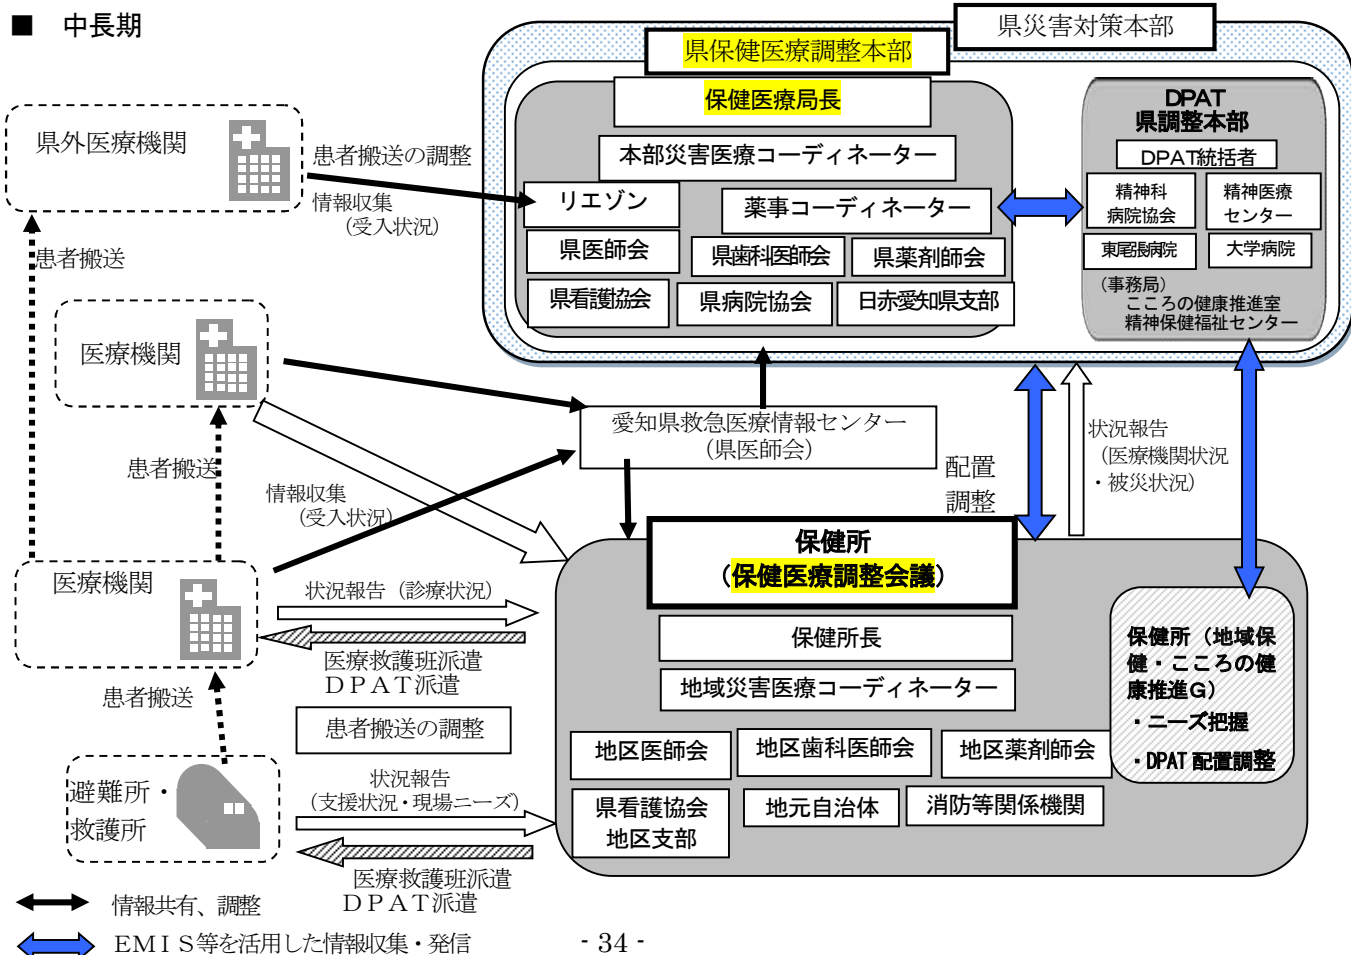 ■ 中長期
県災害対策本部
県保健医療調整本部
保健医療局長
本部災害医療コーディネーター
リエゾン
薬事コーディネーター
県医師会
県歯科医師会
県薬剤師会
県看護協会
県病院協会
日赤愛知県支部
DPAT
県調整本部
DPAT統括者
精神科
病院協会
精神医療
センター
東尾張病院
大学病院
（事務局）
こころの健康推進室
精神保健福祉センター
県外医療機関
患者搬送の調整
情報収集
（受入状況）
患者搬送
医療機関
患者搬送
愛知県救急医療情報センター
（県医師会）
情報収集
（受入状況）
配置
調整
状況報告
（医療機関状況
・被災状況）
医療機関
状況報告（診療状況）
医療救護班派遣
ＤＰＡＴ派遣
患者搬送
患者搬送の調整
避難所・
救護所
状況報告
（支援状況・現場ニーズ）
医療救護班派遣
ＤＰＡＴ派遣
保健所
（保健医療調整会議）
保健所長
地域災害医療コーディネーター
地区医師会
地区歯科医師会
地区薬剤師会
県看護協会
地区支部
地元自治体
消防等関係機関
保健所（地域保
健・こころの健
康推進Ｇ）
・ニーズ把握
・DPAT 配置調整
情報共有、調整
ＥＭＩＳ等を活用した情報収集・発信
- 34 -